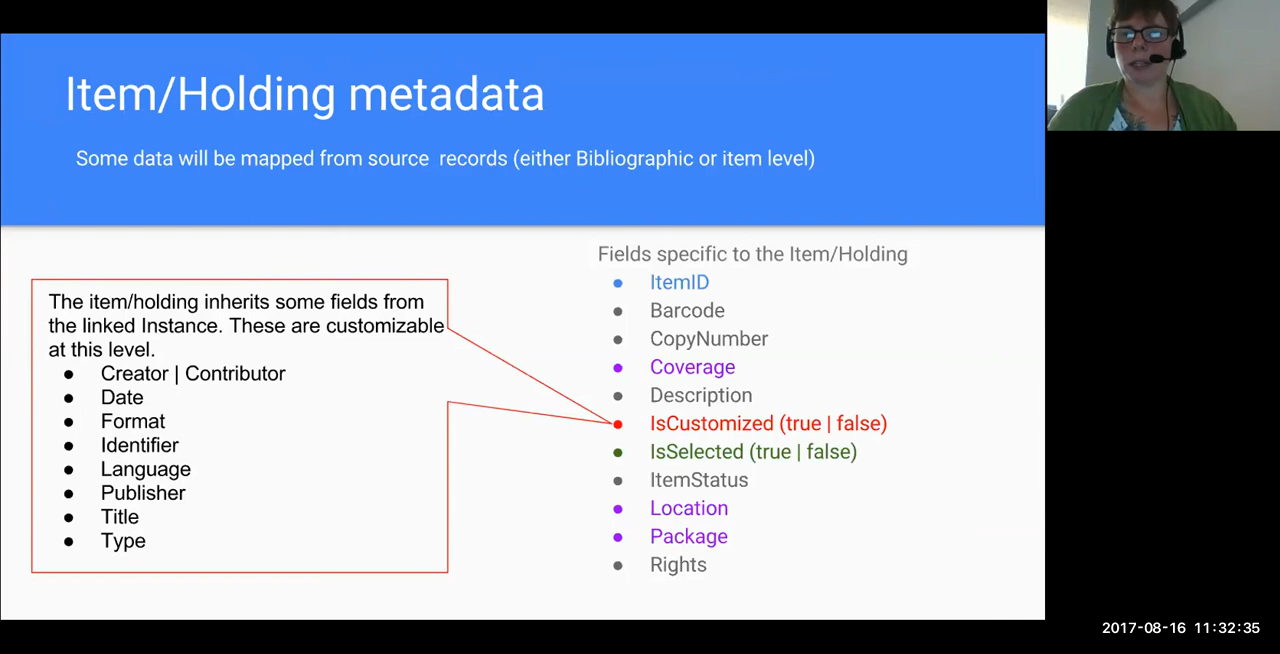 Item/Holding metadata
Some data will be mapped from source records (either Bibliographic or item level)
The item/holding inherits some fields from
the linked Instance. These are customizable
at this level.
● Creator | Contributor
● Date
● Format
● Identifier
● Language
● Publisher
● Title
● Type
Fields specific to the Item/Holding
● ItemID
● Barcode
● CopyNumber
● Coverage
● Description
● IsCustomized (true | false)
● IsSelected (true | false)
● ItemStatus
● Location
● Package
● Rights
2017-08-16 11:32:35